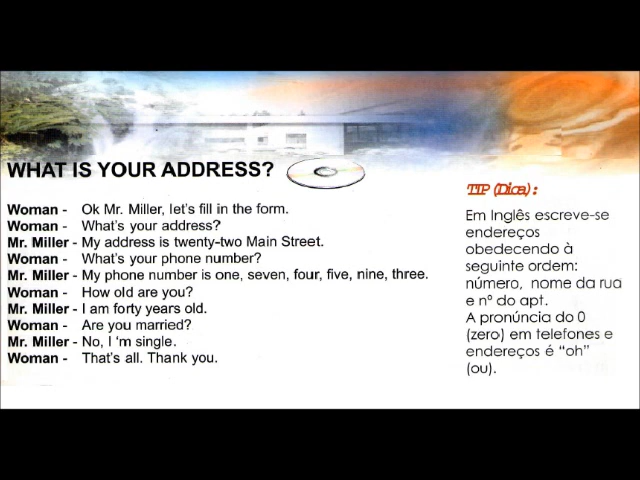 WHAT IS YOUR ADDRESS?
Woman - Ok Mr. Miller, let's fill in the form.
Woman - What's your address?
Mr. Miller - My address is twenty-two Main Street.
Woman - What's your phone number?
Mr. Miller - My phone number is one, seven, four, five, nine, three.
Woman - How old are you?
Mr. Miller - I am forty years old.
Woman - Are you married?
Mr. Miller - No, I 'm single.
Woman - That's all. Thank you.
TIP (Dica) :
Em Inglês escreve-se
endereços
obedecendo à
seguinte ordem:
número, nome da rua
e nº do apt.
A pronúncia do 0
(zero) em telefones e
endereços é "oh"
(ou).